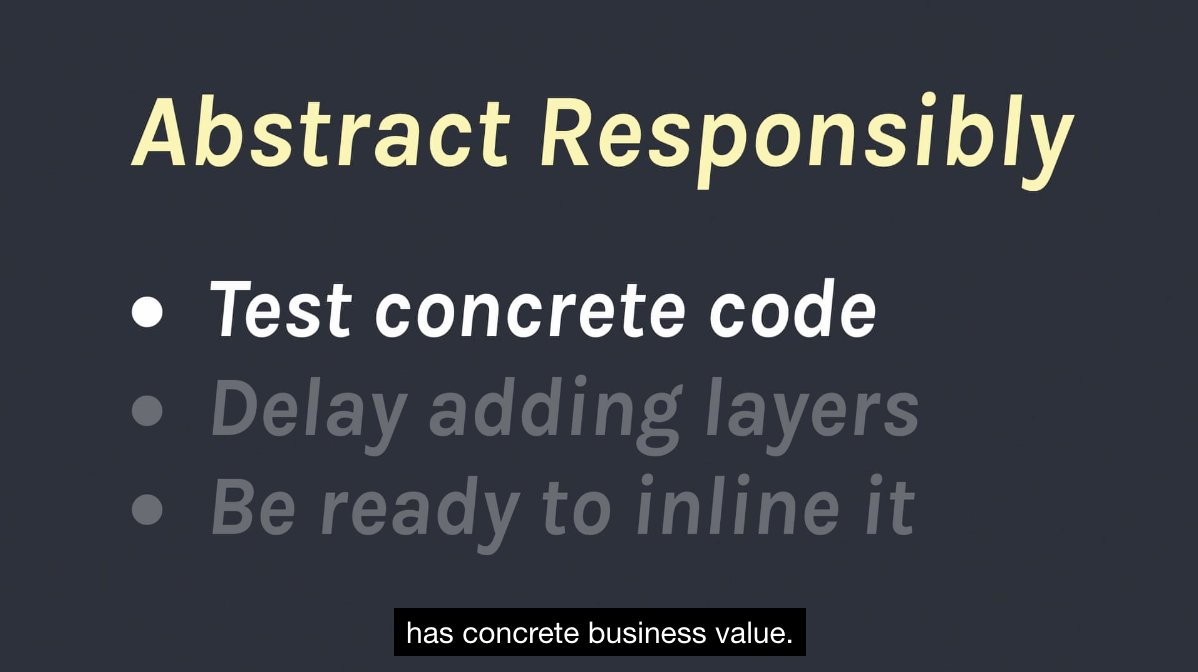 Abstract Responsibly
● Test concrete code
● Delay adding layers
● Be ready to inline it
has concrete business value.